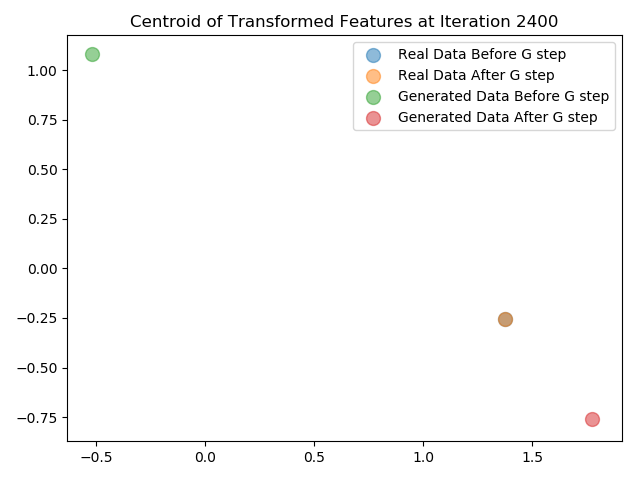 Centroid of Transformed Features at Iteration 2400
Real Data Before G step
Real Data After G step
Generated Data Before G step
Generated Data After G step
1.00
0.75
0.50
0.25
0.00
−0.25
−0.50
−0.75
−0.5 0.0 0.5 1.0 1.5